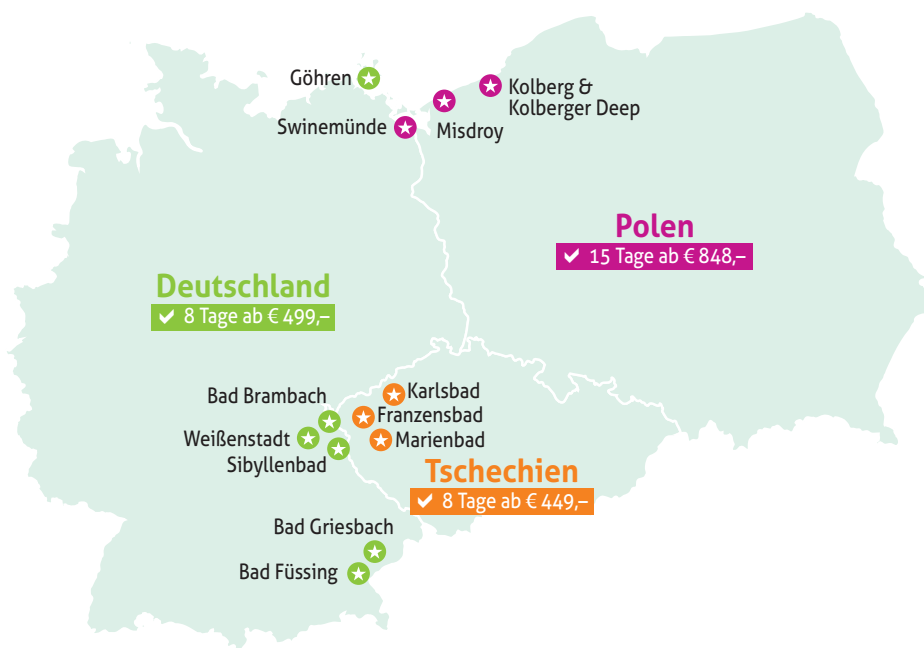 Göhren
Kolberg &
Kolberger Deep
Swinemünde
Misdroy
Polen
15 Tage ab € 848,–
Deutschland
8 Tage ab € 499,–
Bad Brambach
Karlsbad
Franzensbad
Weißenstadt
Marienbad
Sibyllenbad
Tschechien
8 Tage ab € 449,–
Bad Griesbach
Bad Füssing